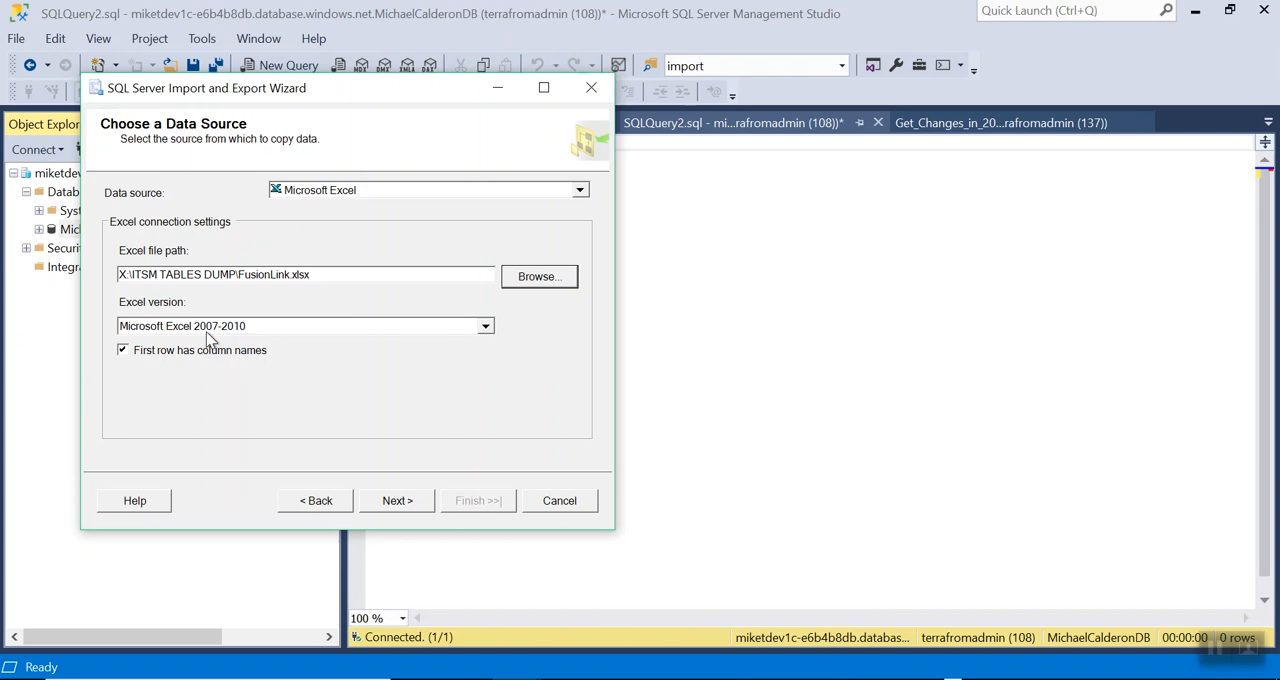 SQLQuery2.sql - miketdev1c-e6b4b8db.database.windows.net.MichaelCalderonDB (terrafromadmin (108))* - Microsoft SQL Server Management Studio
Quick Launch (Ctrl+Q)
File Edit View Project Tools Window Help
New Query MDX DMX XMLA DAX import
SQL Server Import and Export Wizard
Object Explor
SQLQuery2.sql - mi...rafromadmin (108))*
Get_Changes_in_20...rafromadmin (137))
Choose a Data Source
Select the source from which to copy data.
Connect
miketdev
Datab
Syst
Mic
Securi
Integra
Data source:
Microsoft Excel
Excel connection settings
Excel file path:
X:\ITSM TABLES DUMP\FusionLink.xlsx
Browse...
Excel version:
Microsoft Excel 2007-2010
First row has column names
Help
< Back
Next >
Finish >>|
Cancel
100 %
Connected. (1/1)
miketdev1c-e6b4b8db.databas...
terrafromadmin (108)
MichaelCalderonDB
00:00:00
0 rows
Ready